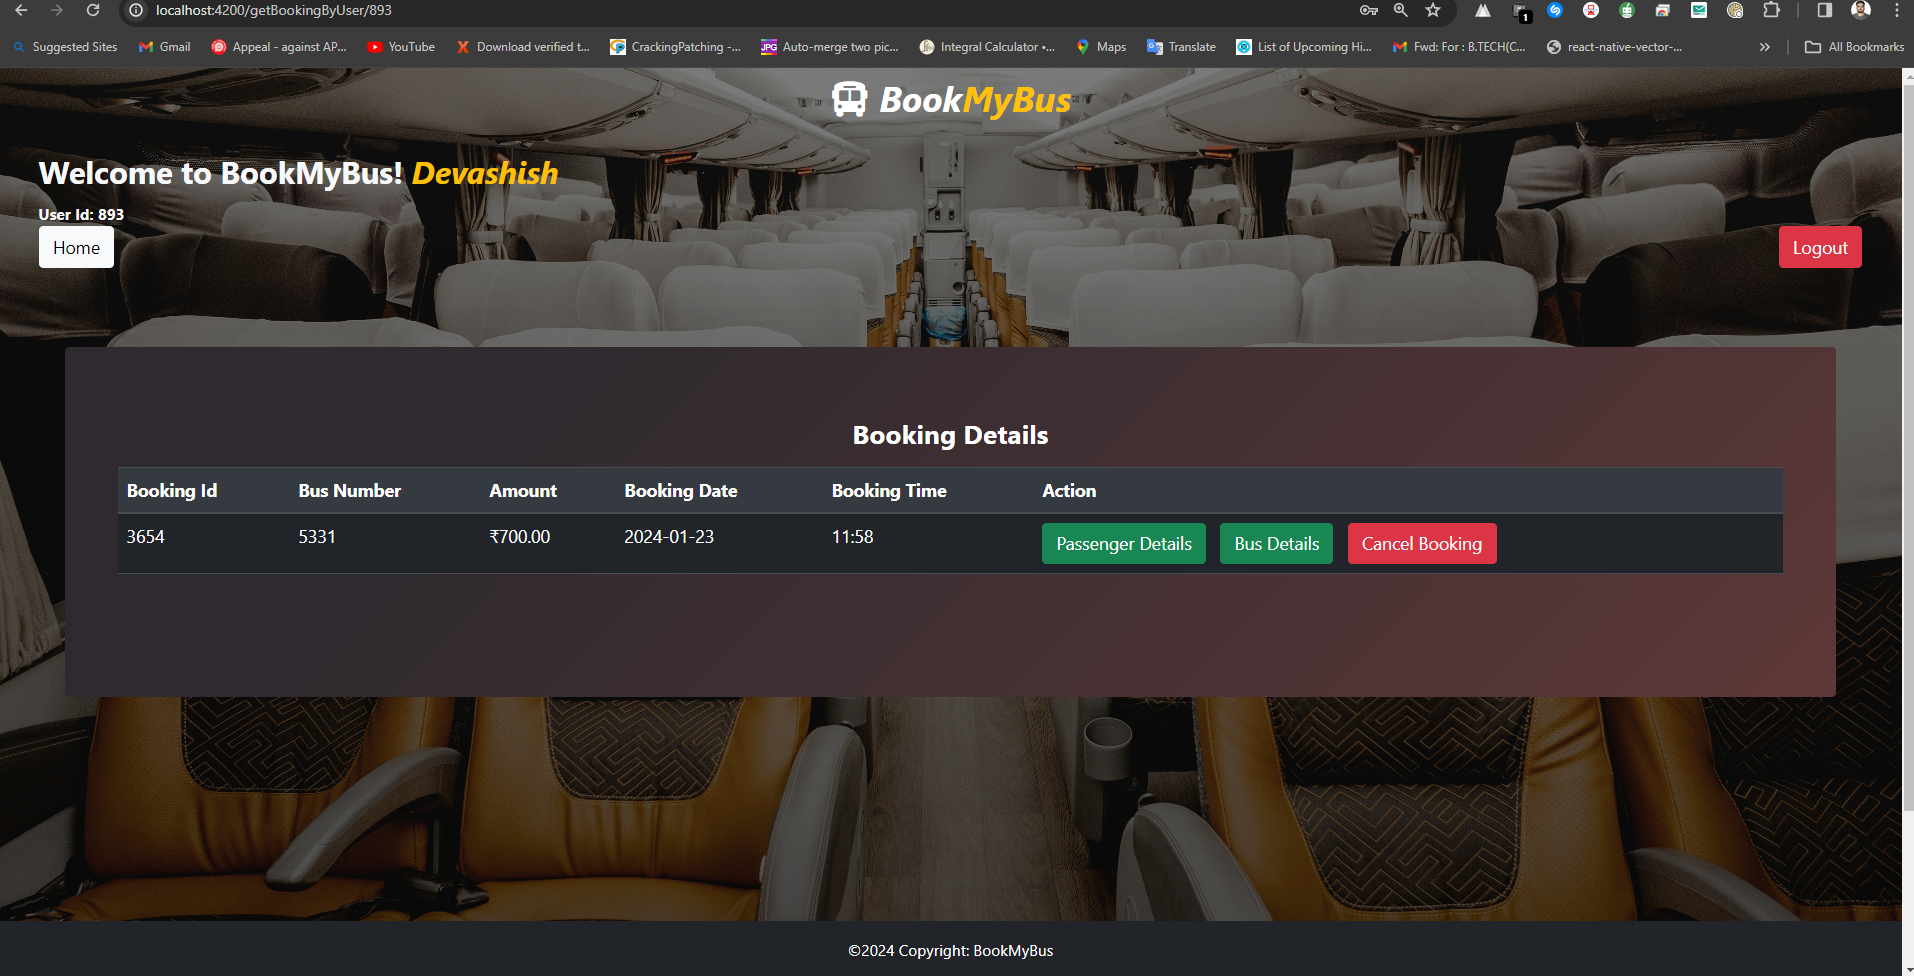 localhost:4200/getBookingByUser/893
1
Suggested Sites Gmail Appeal - against AP... YouTube Download verified t... CrackingPatching -... JPG Auto-merge two pic... Integral Calculator •... Maps Translate List of Upcoming Hi... Fwd: For : B.TECH(C... react-native-vector-... » All Bookmarks
BookMyBus
Welcome to BookMyBus! Devashish
User Id: 893
Home Logout
Booking Details
Booking Id Bus Number Amount Booking Date Booking Time Action
3654 5331 ₹700.00 2024-01-23 11:58 Passenger Details Bus Details Cancel Booking
©2024 Copyright: BookMyBus